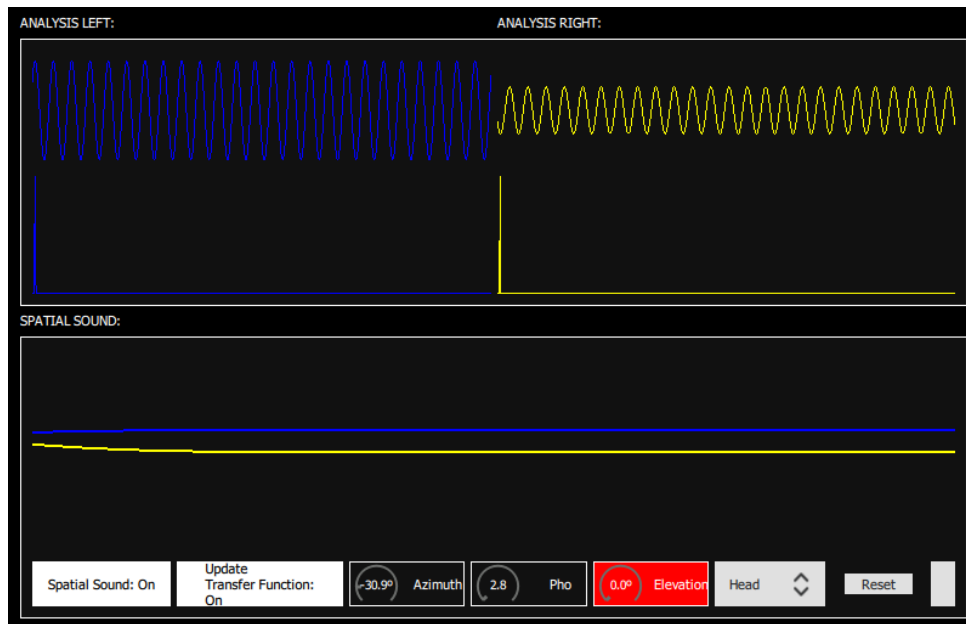 ANALYSIS LEFT:
ANALYSIS RIGHT:
SPATIAL SOUND:
Spatial Sound: On
Update
Transfer Function:
On
-30.9º
Azimuth
2.8
Pho
0.0º
Elevation
Head
Reset